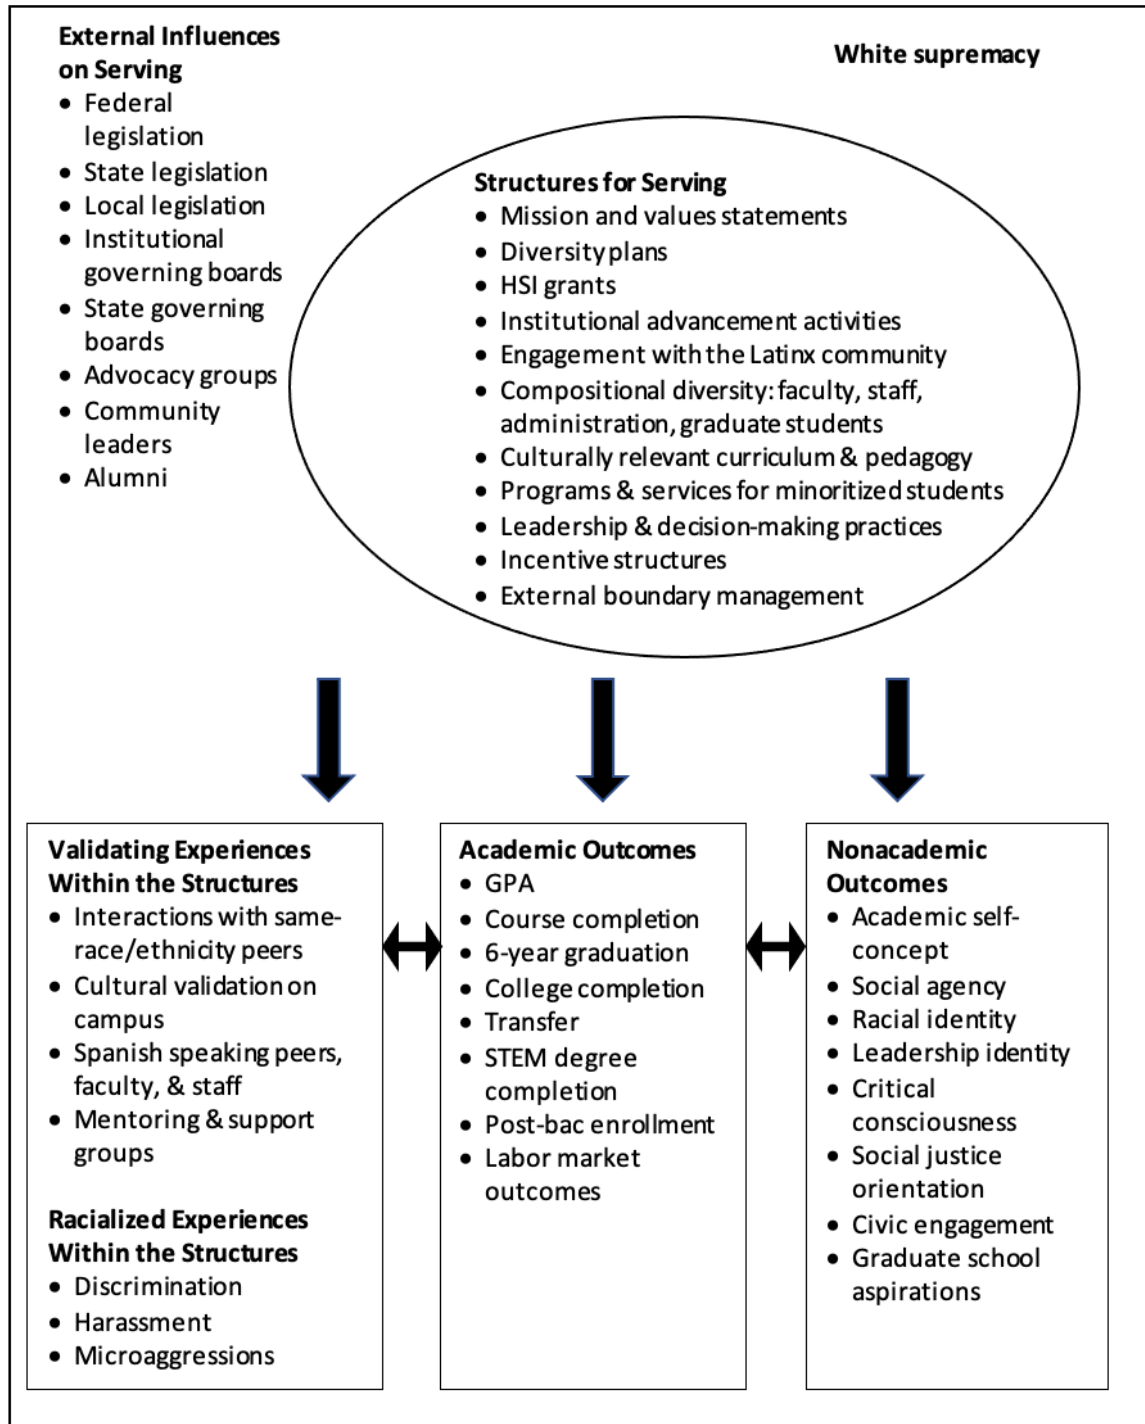 External Influences
on Serving
• Federal
legislation
• State legislation
• Local legislation
• Institutional
governing boards
• State governing
boards
• Advocacy groups
• Community
leaders
• Alumni
White supremacy
Structures for Serving
• Mission and values statements
• Diversity plans
• HSI grants
• Institutional advancement activities
• Engagement with the Latinx community
• Compositional diversity: faculty, staff,
administration, graduate students
• Culturally relevant curriculum & pedagogy
• Programs & services for minoritized students
• Leadership & decision-making practices
• Incentive structures
• External boundary management
Validating Experiences
Within the Structures
• Interactions with same-
race/ethnicity peers
• Cultural validation on
campus
• Spanish speaking peers,
faculty, & staff
• Mentoring & support
groups
Racialized Experiences
Within the Structures
• Discrimination
• Harassment
• Microaggressions
Academic Outcomes
• GPA
• Course completion
• 6-year graduation
• College completion
• Transfer
• STEM degree
completion
• Post-bac enrollment
• Labor market
outcomes
Nonacademic
Outcomes
• Academic self-
concept
• Social agency
• Racial identity
• Leadership identity
• Critical
consciousness
• Social justice
orientation
• Civic engagement
• Graduate school
aspirations